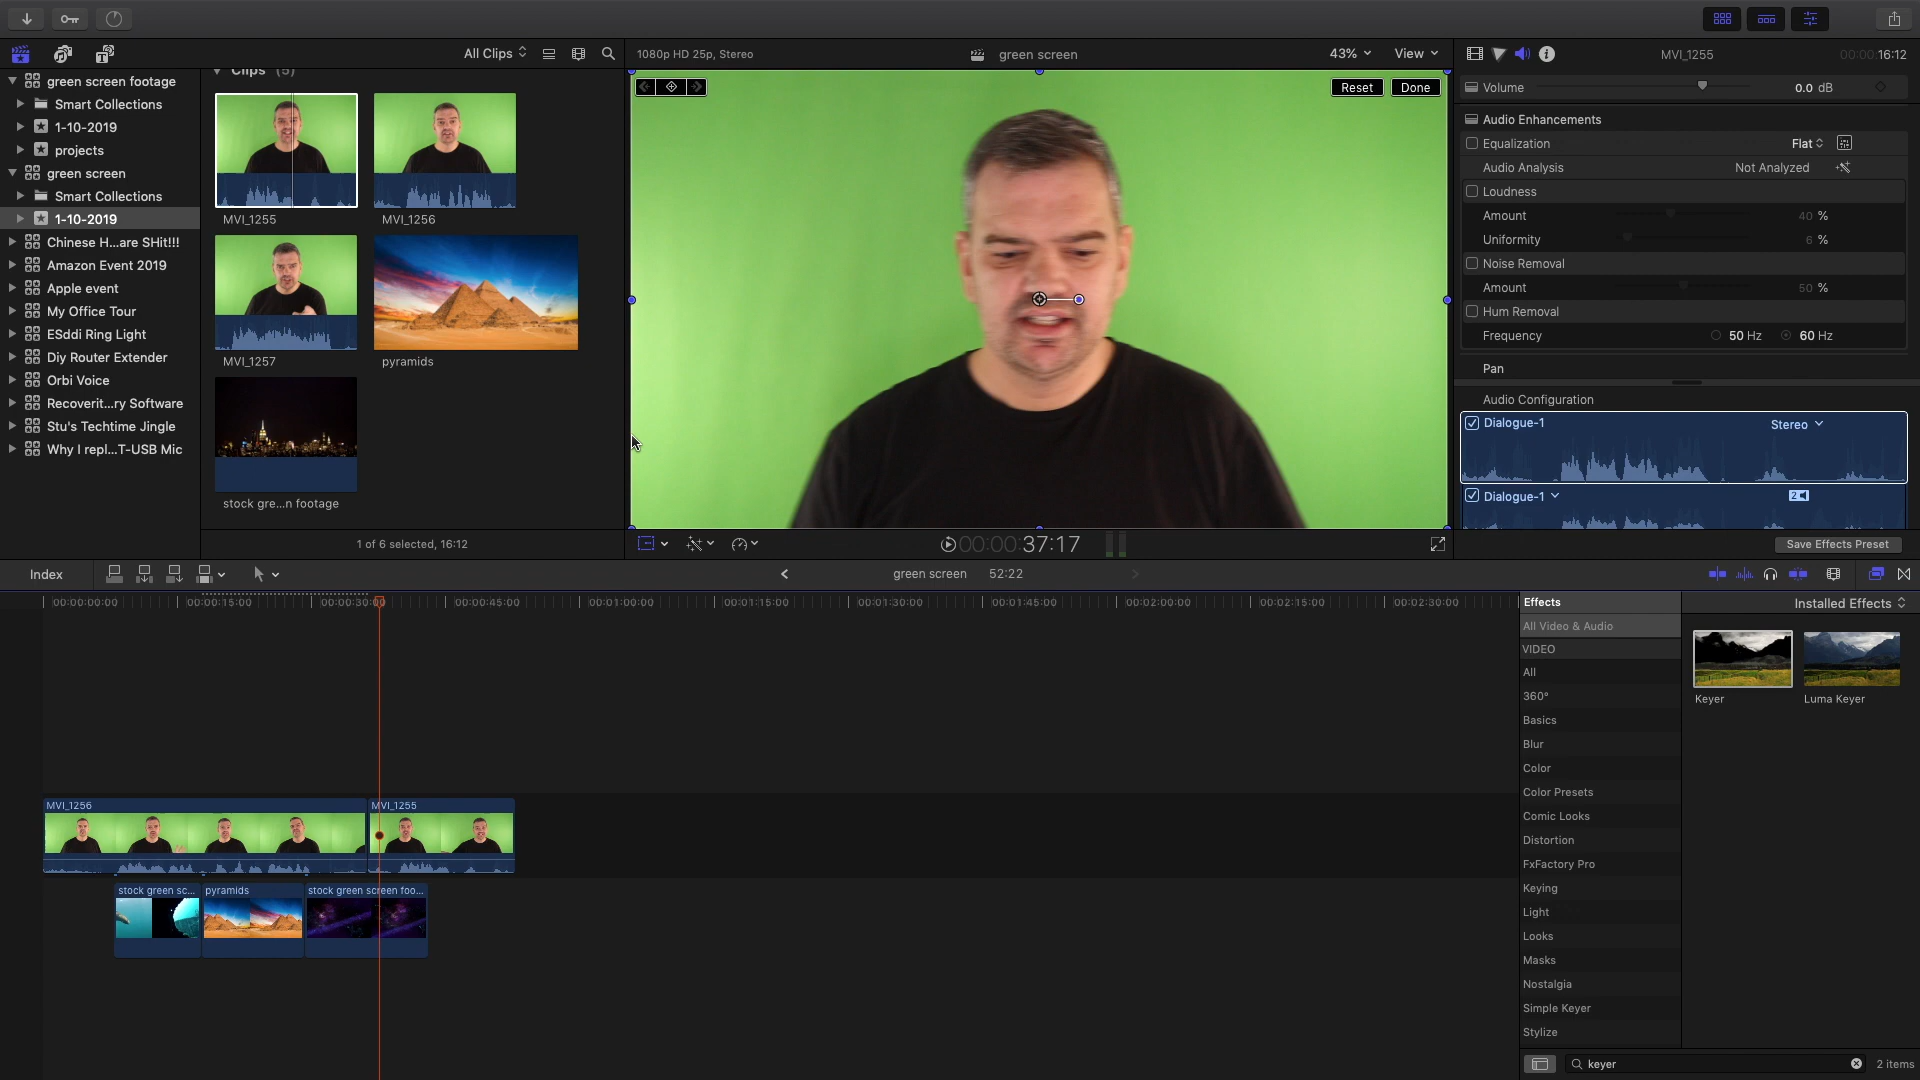 All Clips
1080p HD 25p, Stereo
green screen
43%
View
MVI_1255
00:00:16:12
green screen footage
Smart Collections
1-10-2019
projects
green screen
Smart Collections
1-10-2019
Chinese H...are SHit!!!
Amazon Event 2019
Apple event
My Office Tour
ESddi Ring Light
Diy Router Extender
Orbi Voice
Recoverit...ry Software
Stu's Techtime Jingle
Why I repl...T-USB Mic
Clips (5)
MVI_1255
MVI_1256
MVI_1257
pyramids
stock gre...n footage
1 of 6 selected, 16:12
Reset
Done
00:00:37:17
Volume
0.0 dB
Audio Enhancements
Equalization
Flat
Audio Analysis
Not Analyzed
Loudness
Amount
40 %
Uniformity
6 %
Noise Removal
Amount
50 %
Hum Removal
Frequency
50 Hz
60 Hz
Pan
Audio Configuration
Dialogue-1
Stereo
Dialogue-1
2
Save Effects Preset
Index
green screen
52:22
00:00:00:00
00:00:15:00
00:00:30:00
00:00:45:00
00:01:00:00
00:01:15:00
00:01:30:00
00:01:45:00
00:02:00:00
00:02:15:00
00:02:30:00
MVI_1256
MVI_1255
stock green sc...
pyramids
stock green screen foo...
Effects
Installed Effects
All Video & Audio
VIDEO
All
360°
Basics
Blur
Color
Color Presets
Comic Looks
Distortion
FxFactory Pro
Keying
Light
Looks
Masks
Nostalgia
Simple Keyer
Stylize
Keyer
Luma Keyer
keyer
2 items